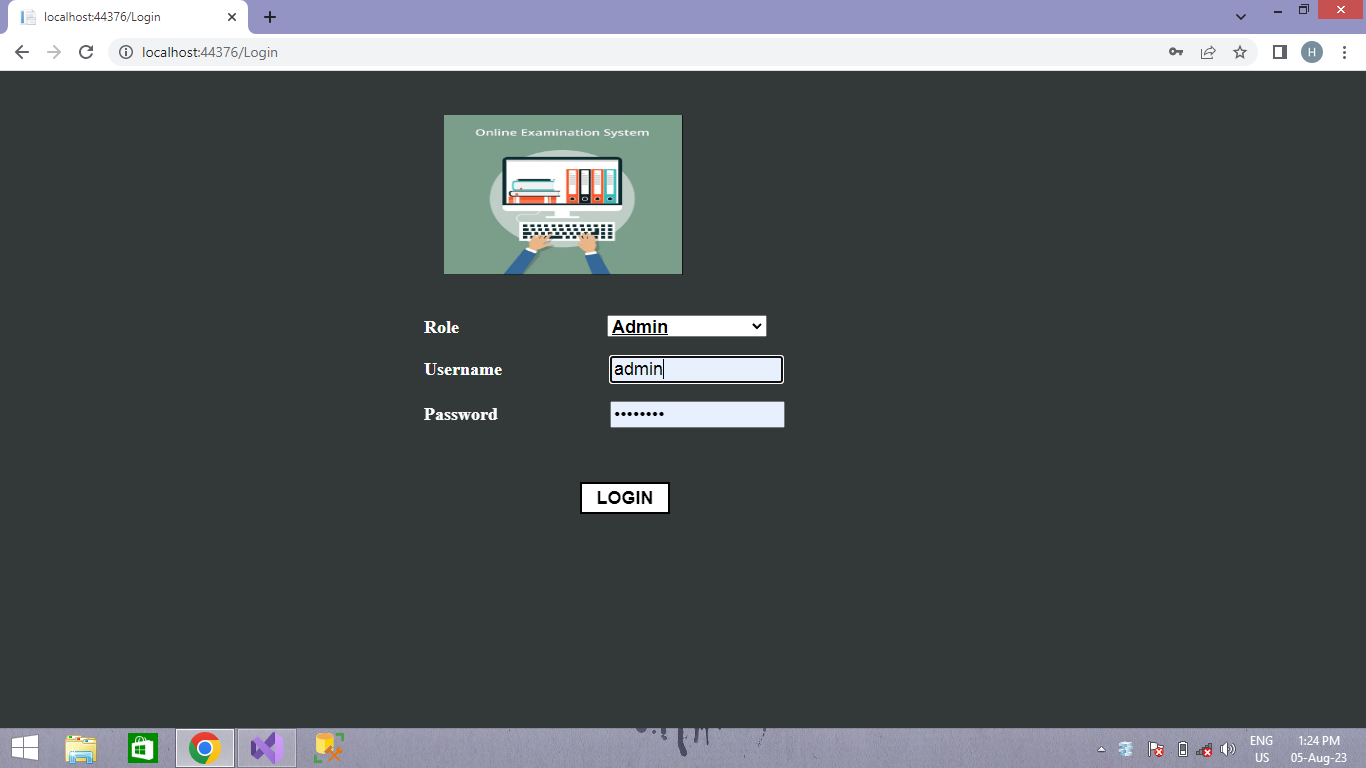 localhost:44376/Login
localhost:44376/Login
H
Online Examination System
Role
Admin
Username
admin
Password
••••••••
LOGIN
ENG 1:24 PM
US 05-Aug-23